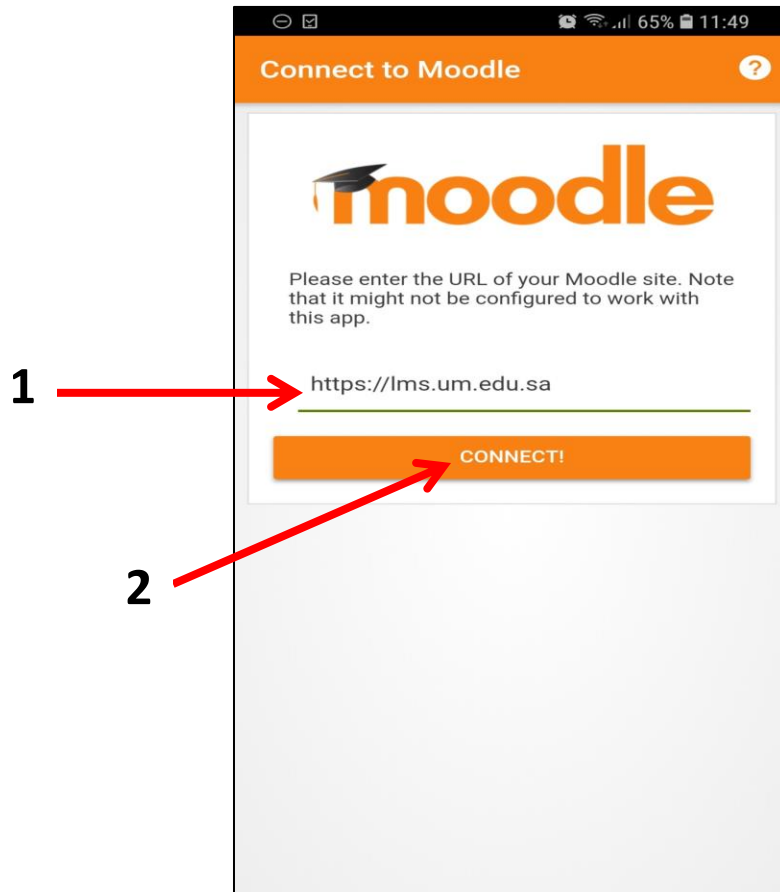 65% 11:49
Connect to Moodle
?
moodle
Please enter the URL of your Moodle site. Note
that it might not be configured to work with
this app.
1
https://lms.um.edu.sa
CONNECT!
2